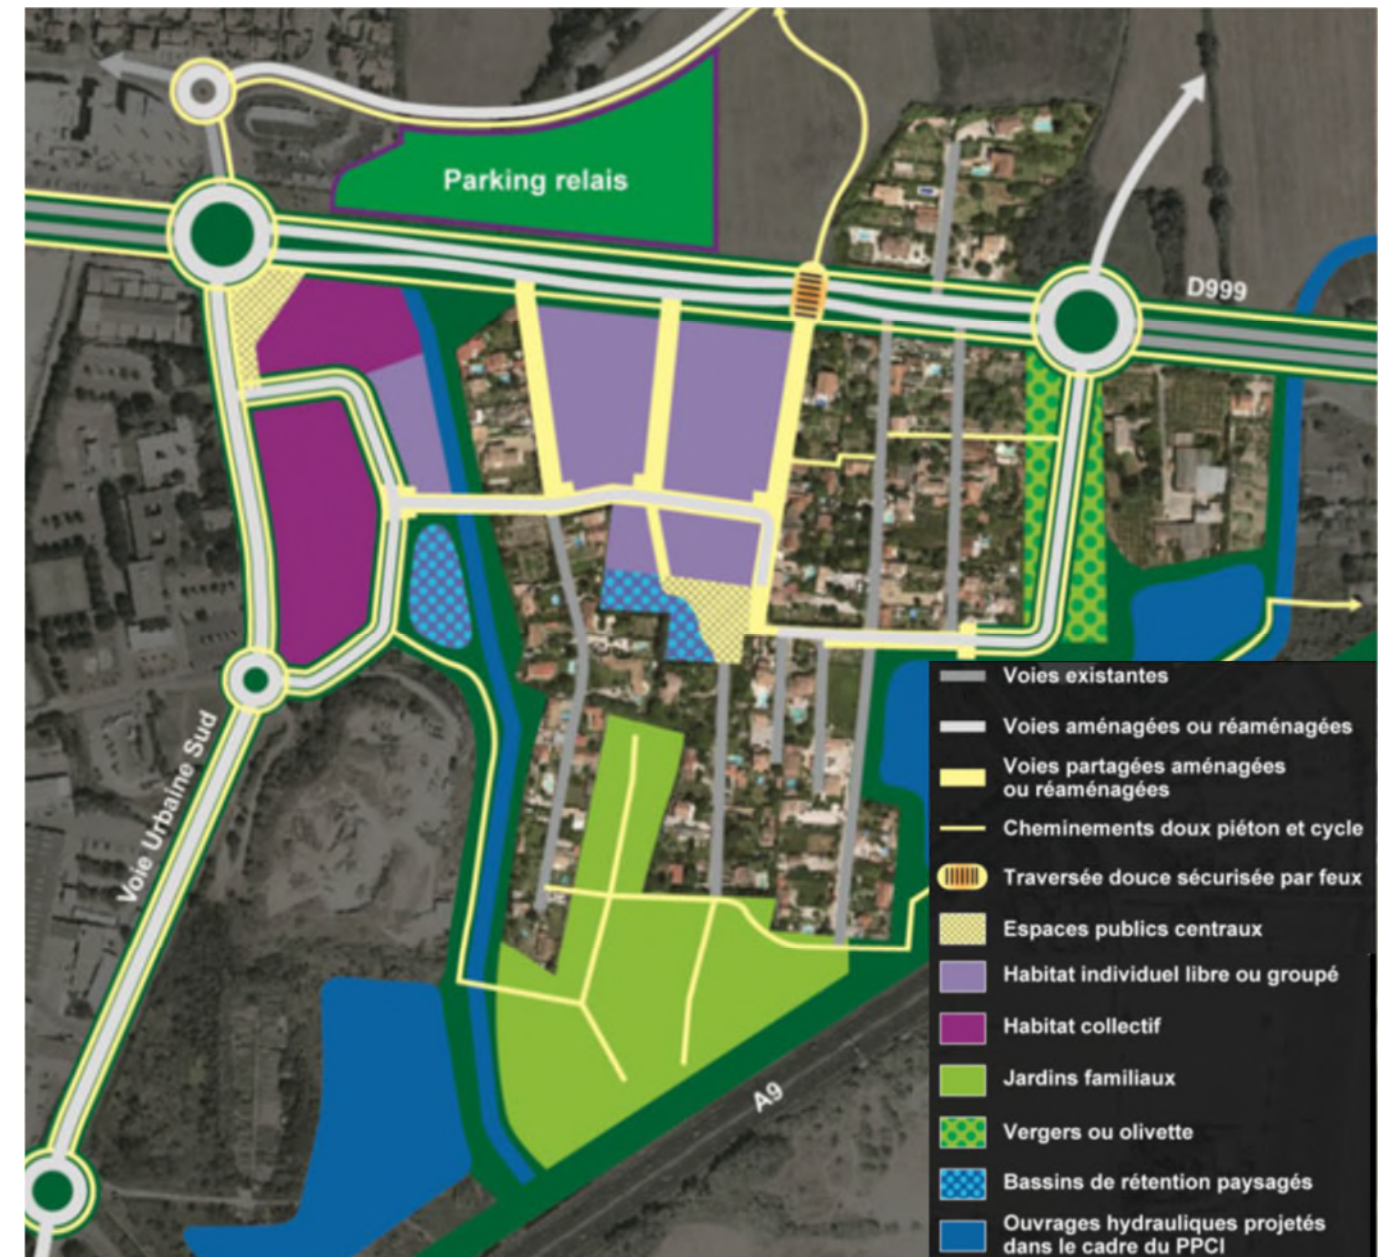 Parking relais
D999
Voie Urbaine Sud
A9
Voies existantes
Voies aménagées ou réaménagées
Voies partagées aménagées
ou réaménagées
Cheminements doux piéton et cycle
Traversée douce sécurisée par feux
Espaces publics centraux
Habitat individuel libre ou groupé
Habitat collectif
Jardins familiaux
Vergers ou olivette
Bassins de rétention paysagés
Ouvrages hydrauliques projetés
dans le cadre du PPCI